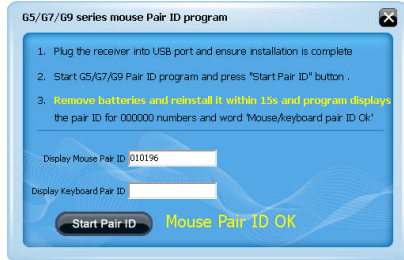 G5/G7/G9 series mouse Pair ID program
1. Plug the receiver into USB port and ensure installation is complete
2. Start G5/G7/G9 Pair ID program and press "Start Pair ID" button .
3. Remove batteries and reinstall it within 15s and program displays
the pair ID for 000000 numbers and word 'Mouse/keyboard pair ID Ok'
Display Mouse Pair ID 010196
Display Keyboard Pair ID
Start Pair ID Mouse Pair ID OK